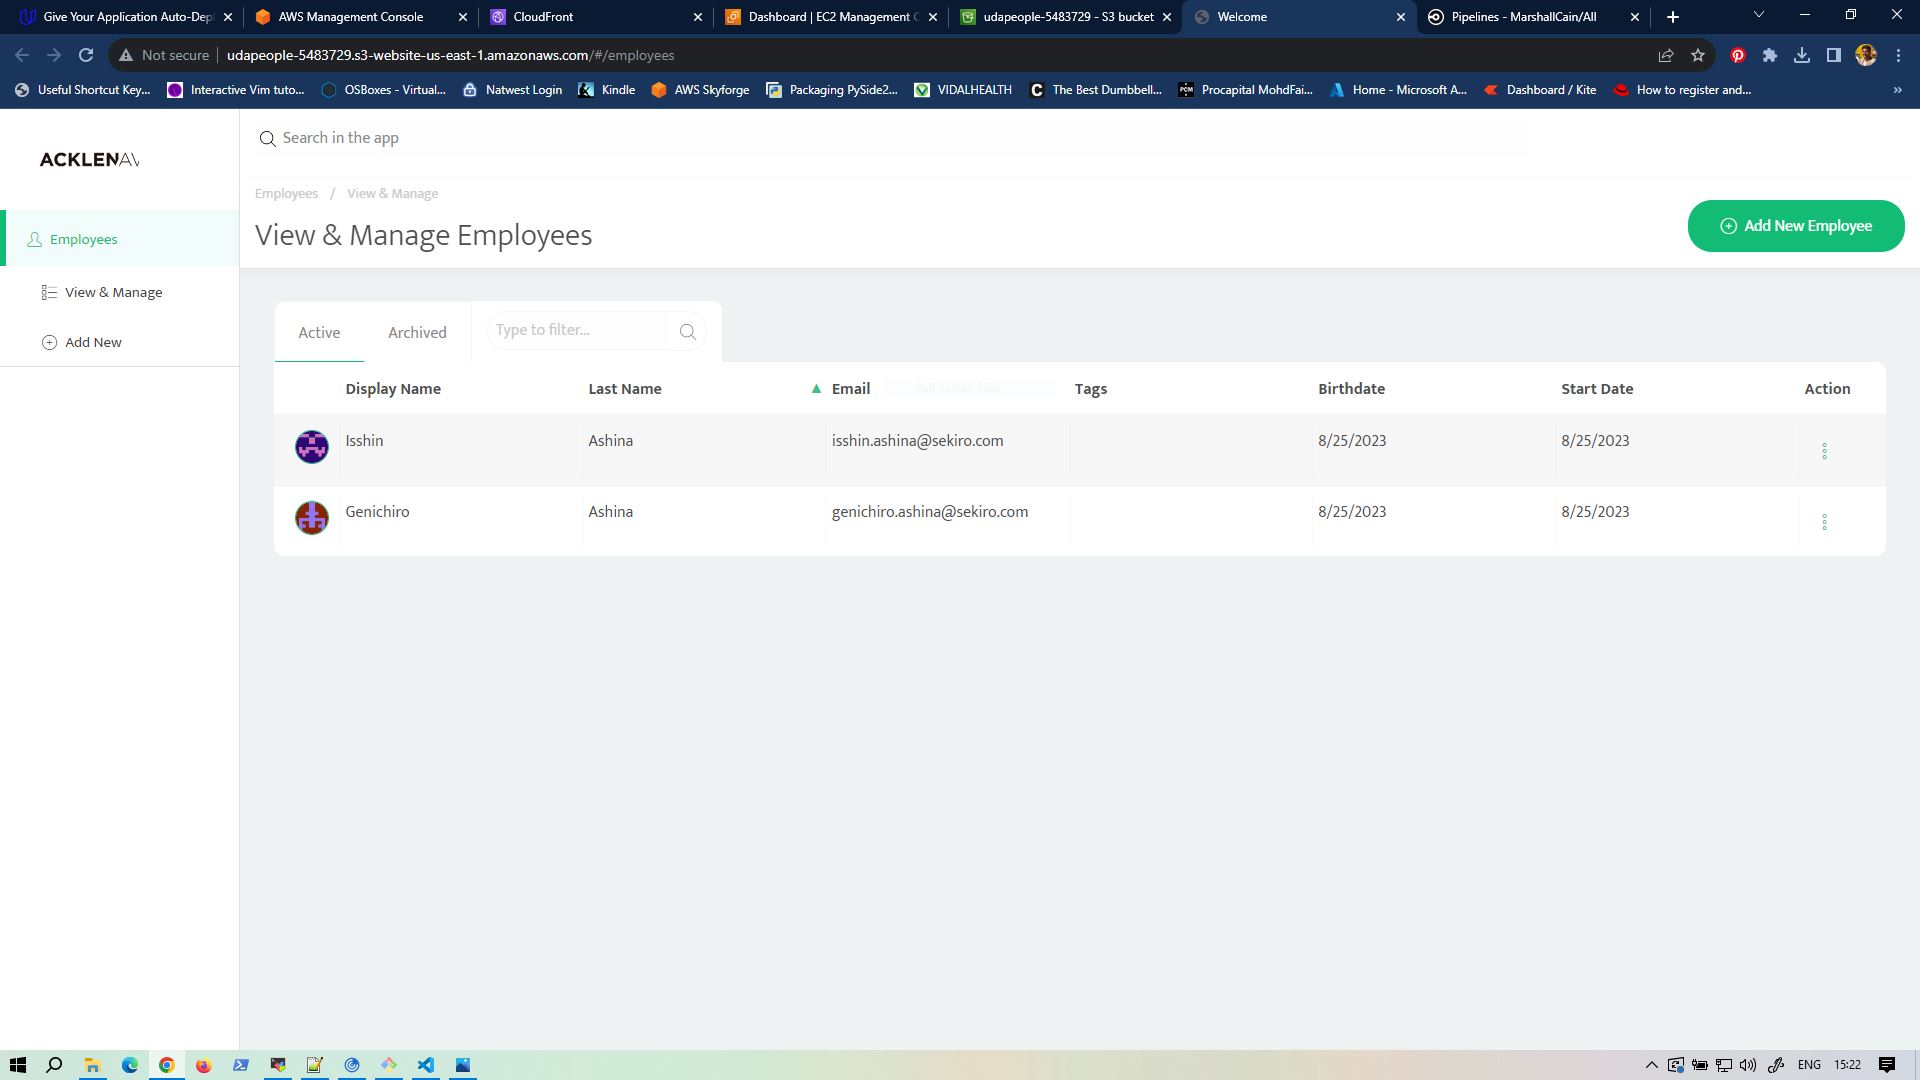 Give Your Application Auto-Dep
AWS Management Console
CloudFront
Dashboard | EC2 Management C
udapeople-5483729 - S3 bucket
Welcome
Pipelines - MarshallCain/All
Not secure
udapeople-5483729.s3-website-us-east-1.amazonaws.com/#/employees
Useful Shortcut Key...
Interactive Vim tuto...
OSBoxes - Virtual...
Natwest Login
Kindle
AWS Skyforge
Packaging PySide2...
VIDALHEALTH
The Best Dumbbell...
Procapital MohdFai...
Home - Microsoft A...
Dashboard / Kite
How to register and...
»
ACKLENAV
Search in the app
Employees / View & Manage
View & Manage Employees
Add New Employee
Employees
View & Manage
Add New
Active
Archived
Type to filter...
Display Name
Last Name
Email
Full-screen Snip
Tags
Birthdate
Start Date
Action
Isshin
Ashina
isshin.ashina@sekiro.com
8/25/2023
8/25/2023
Genichiro
Ashina
genichiro.ashina@sekiro.com
8/25/2023
8/25/2023
ENG
15:22